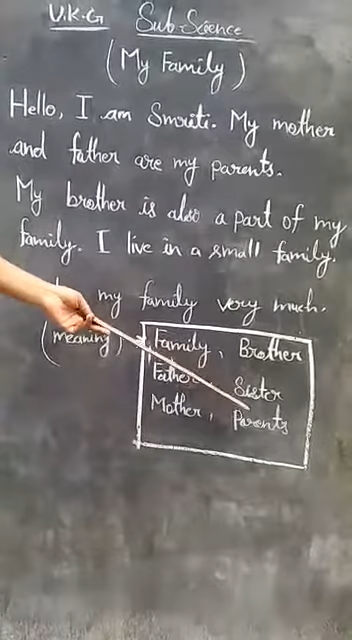 U.K.G Sub-Science
(My Family)
Hello, I am Smriti. My mother
and father are my parents.
My brother is also a part of my
family. I live in a small family.
my family very much.
(meaning) Family, Brother
Father, Sister
Mother, Parents